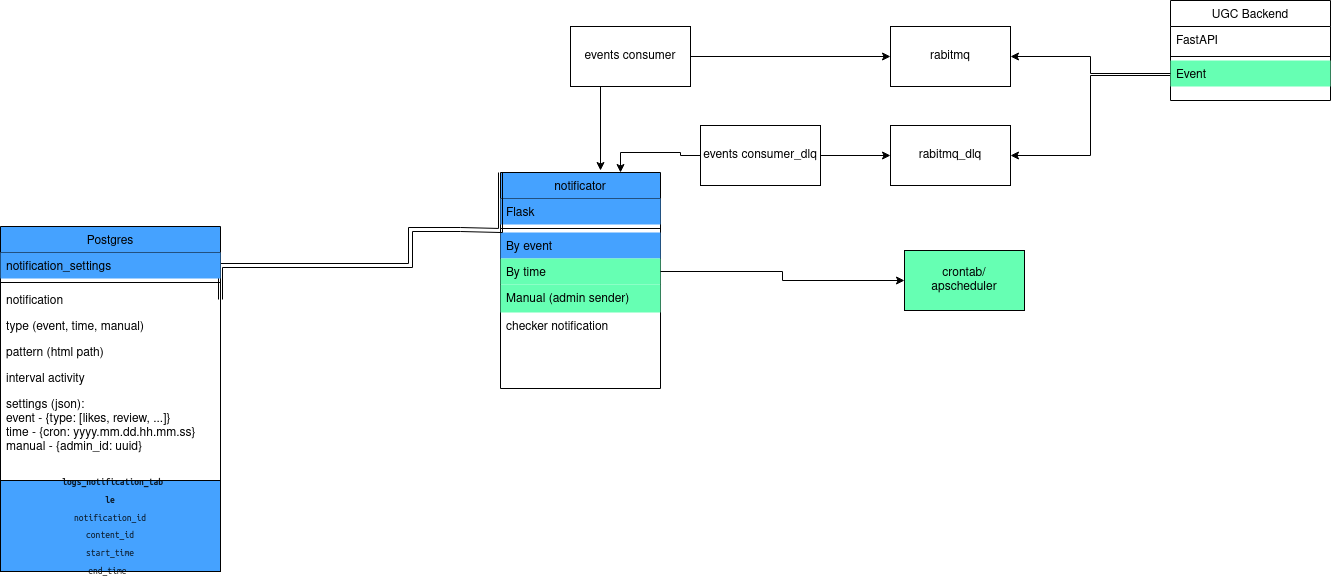 UGC Backend
FastAPI
Event
events consumer
rabitmq
events consumer_dlq
rabitmq_dlq
notificator
Flask
By event
By time
Manual (admin sender)
checker notification
crontab/
apscheduler
Postgres
notification_settings
notification
type (event, time, manual)
pattern (html path)
interval activity
settings (json):
event - {type: [likes, review, ...]}
time - {cron: yyyy.mm.dd.hh.mm.ss}
manual - {admin_id: uuid}
logs_notification_tab
le
notification_id
content_id
start_time
end_time